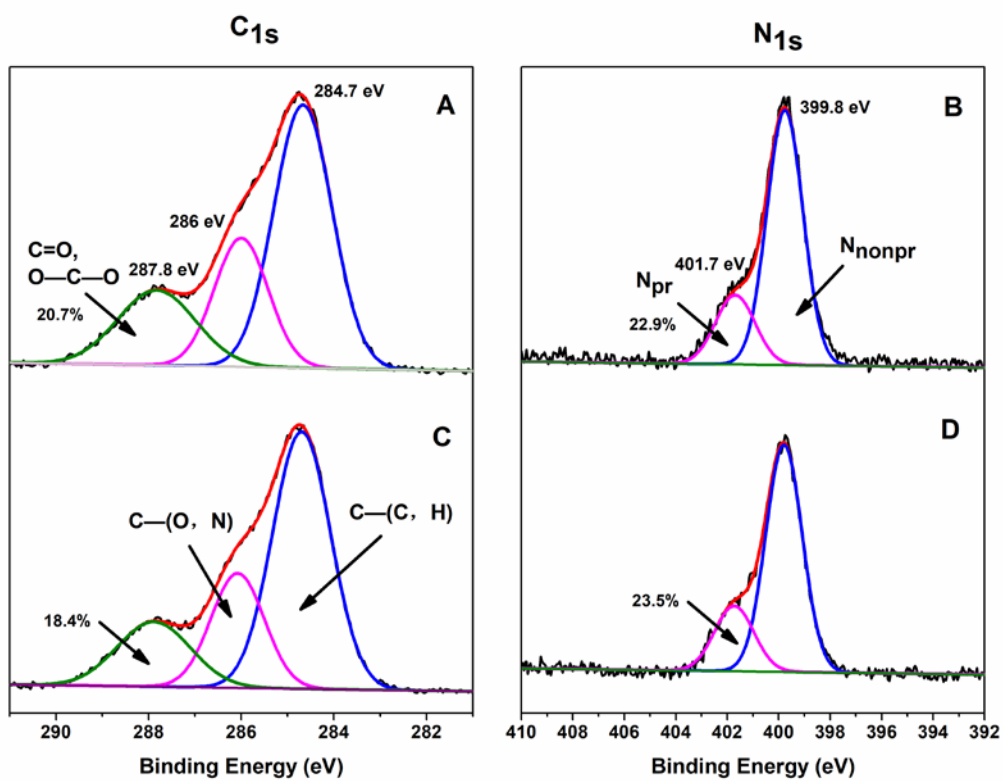 C1s
N1s
A
284.7 eV
286 eV
C=O,
O—C—O
287.8 eV
20.7%
B
399.8 eV
Nnonpr
401.7 eV
Npr
22.9%
C
C—(O, N)
C—(C, H)
18.4%
D
23.5%
290 288 286 284 282
410 408 406 404 402 400 398 396 394 392
Binding Energy (eV)
Binding Energy (eV)